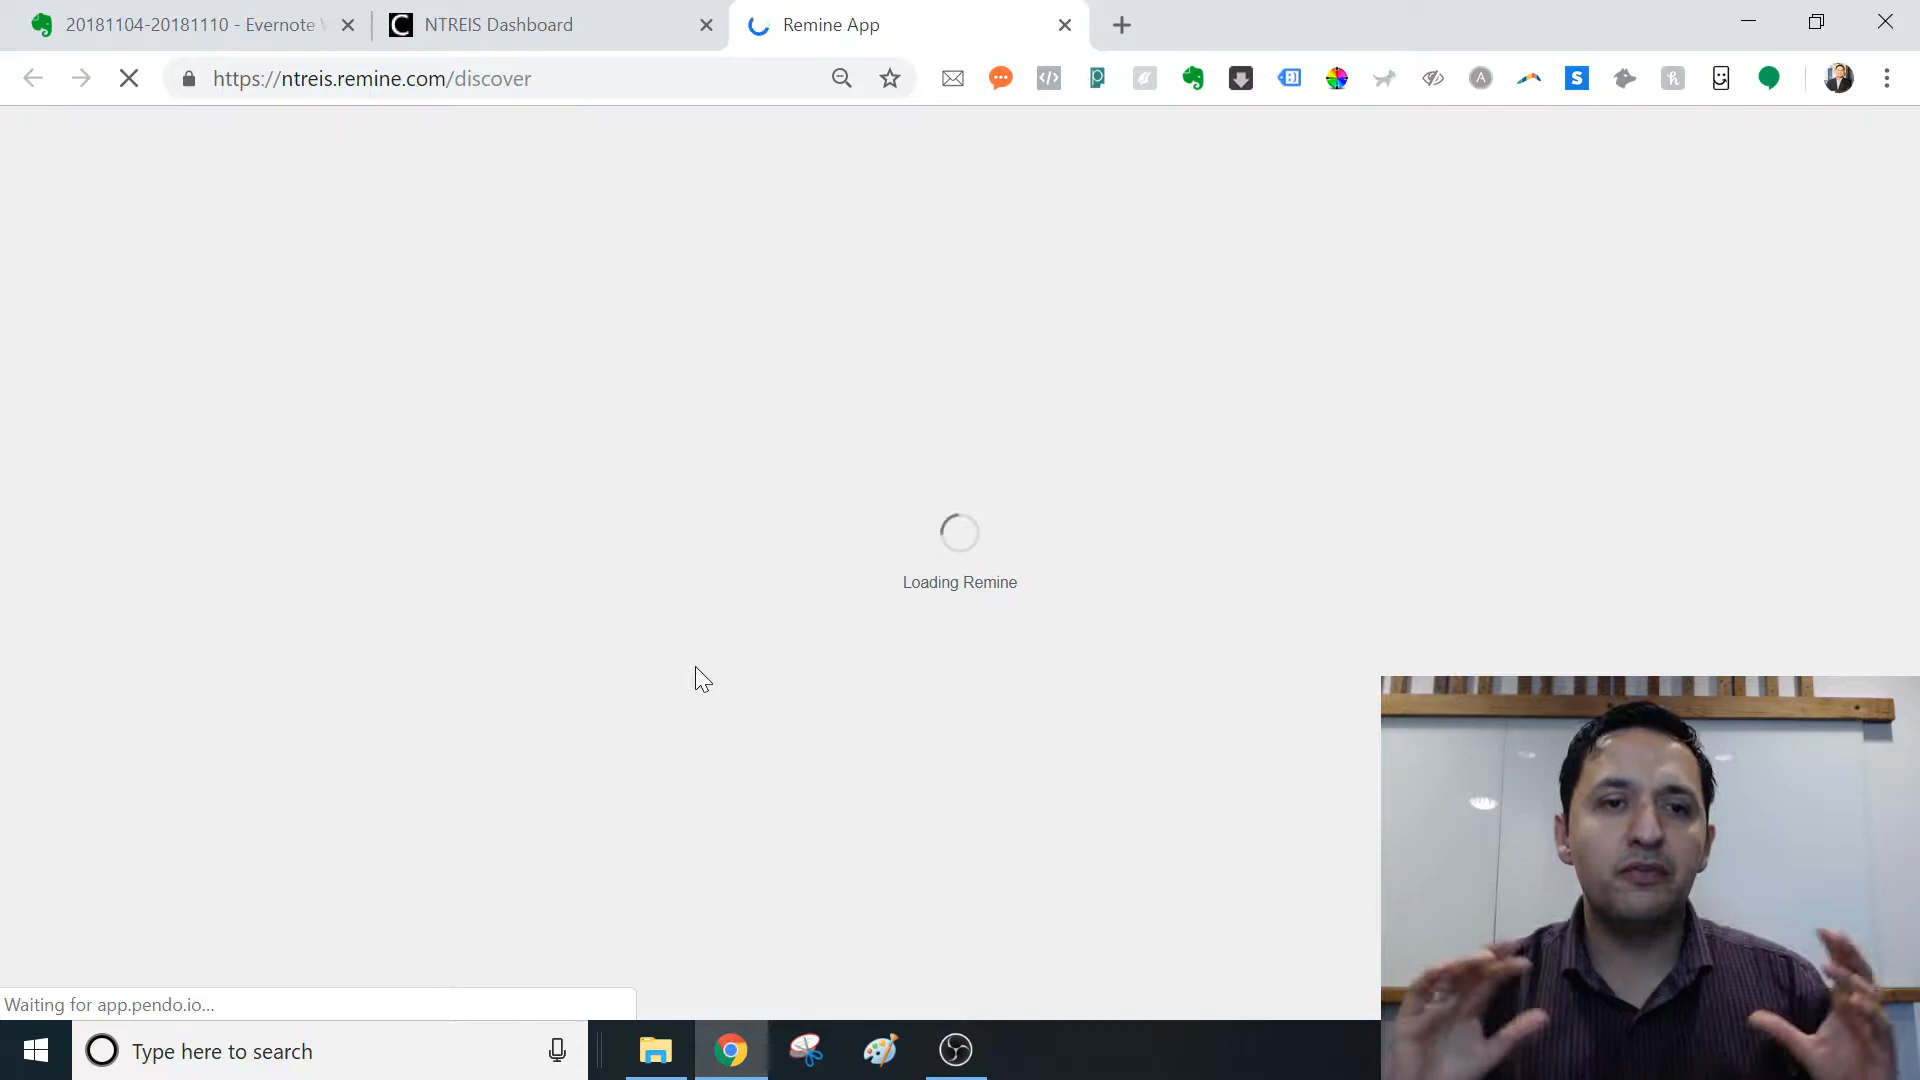 20181104-20181110 - Evernote
NTREIS Dashboard
Remine App
https://ntreis.remine.com/discover
Loading Remine
Waiting for app.pendo.io...
Type here to search